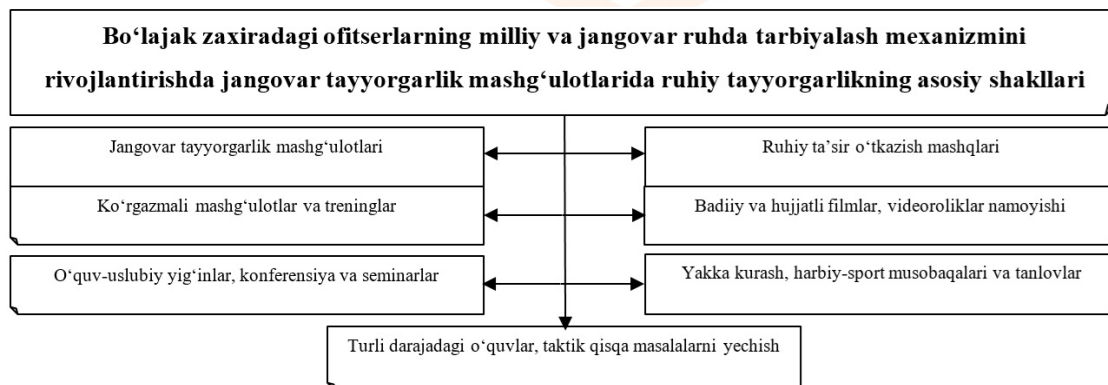 Bo‘lajak zaxiradagi ofitserlarning milliy va jangovar ruhda tarbiyalash mexanizmini
rivojlantirishda jangovar tayyorgarlik mashg‘ulotlarida ruhiy tayyorgarlikning asosiy shakllari
Jangovar tayyorgarlik mashg‘ulotlari
Ruhiy ta’sir o‘tkazish mashqlari
Ko‘rgazmali mashg‘ulotlar va treninglar
Badiiy va hujjatli filmlar, videoroliklar namoyishi
O‘quv-uslubiy yig‘inlar, konferensiya va seminarlar
Yakka kurash, harbiy-sport musobaqalari va tanlovlar
Turli darajadagi o‘quvlar, taktik qisqa masalalarni yechish